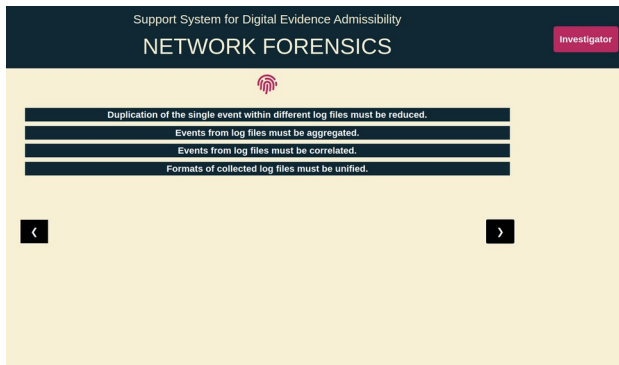 Support System for Digital Evidence Admissibility
NETWORK FORENSICS
Investigator
Duplication of the single event within different log files must be reduced.
Events from log files must be aggregated.
Events from log files must be correlated.
Formats of collected log files must be unified.
❮
❯